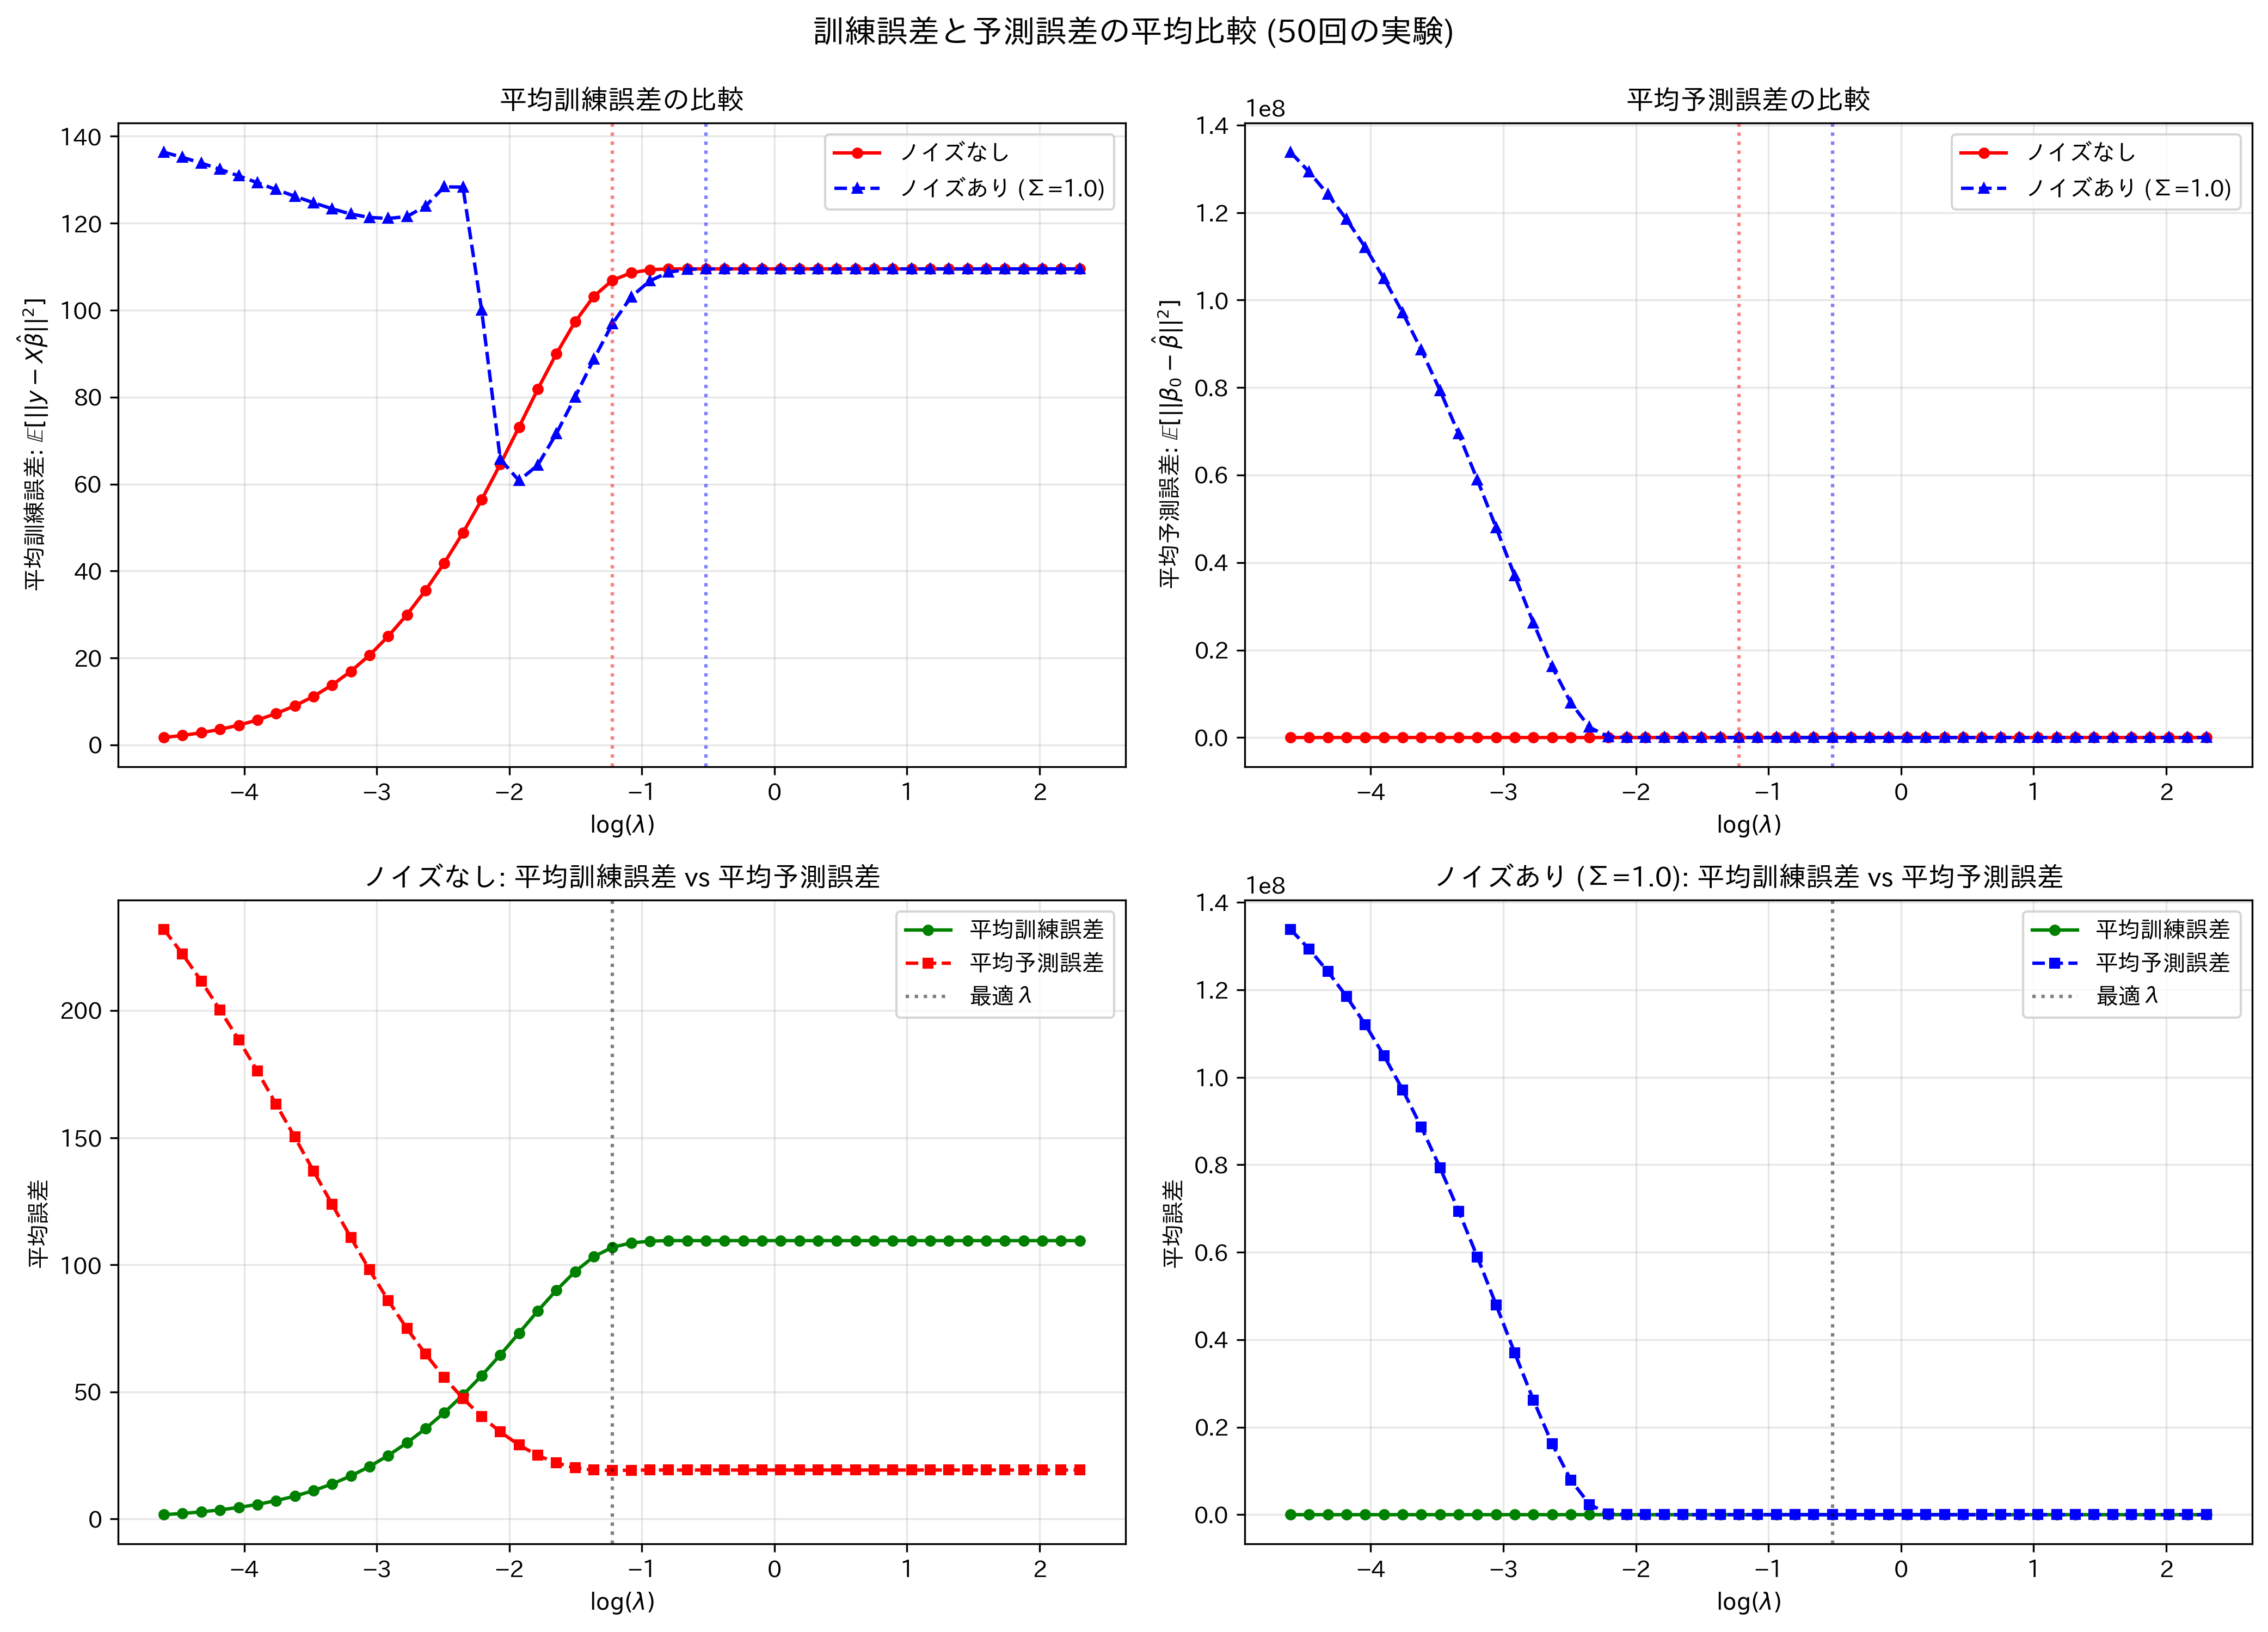 訓練誤差と予測誤差の平均比較 (50回の実験)
平均訓練誤差の比較
140
120
100
80
60
40
20
0
平均訓練誤差: 𝔼[||y − Xβ̂||²]
ノイズなし
ノイズあり (Σ=1.0)
−4 −3 −2 −1 0 1 2
log(λ)
平均予測誤差の比較
1e8
1.4
1.2
1.0
0.8
0.6
0.4
0.2
0.0
平均予測誤差: 𝔼[||β₀ − β̂||²]
ノイズなし
ノイズあり (Σ=1.0)
−4 −3 −2 −1 0 1 2
log(λ)
ノイズなし: 平均訓練誤差 vs 平均予測誤差
200
150
100
50
0
平均誤差
平均訓練誤差
平均予測誤差
最適λ
−4 −3 −2 −1 0 1 2
log(λ)
ノイズあり (Σ=1.0): 平均訓練誤差 vs 平均予測誤差
1e8
1.4
1.2
1.0
0.8
0.6
0.4
0.2
0.0
平均誤差
平均訓練誤差
平均予測誤差
最適λ
−4 −3 −2 −1 0 1 2
log(λ)